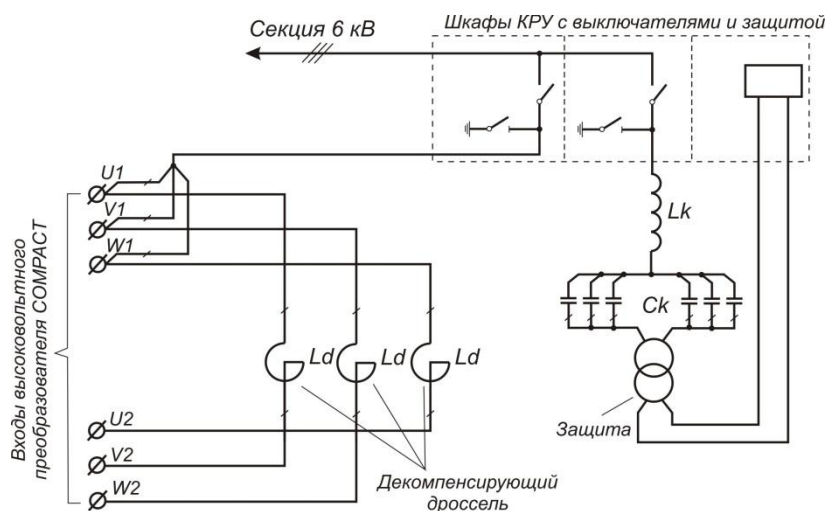 Шкафы КРУ с выключателями и защитой
Секция 6 кВ
U1
V1
W1
Lk
Ck
Ld
Ld
Ld
Защита
U2
V2
W2
Декомпенсирующий
дроссель
Входы высоковольтного
преобразователя COMPACT